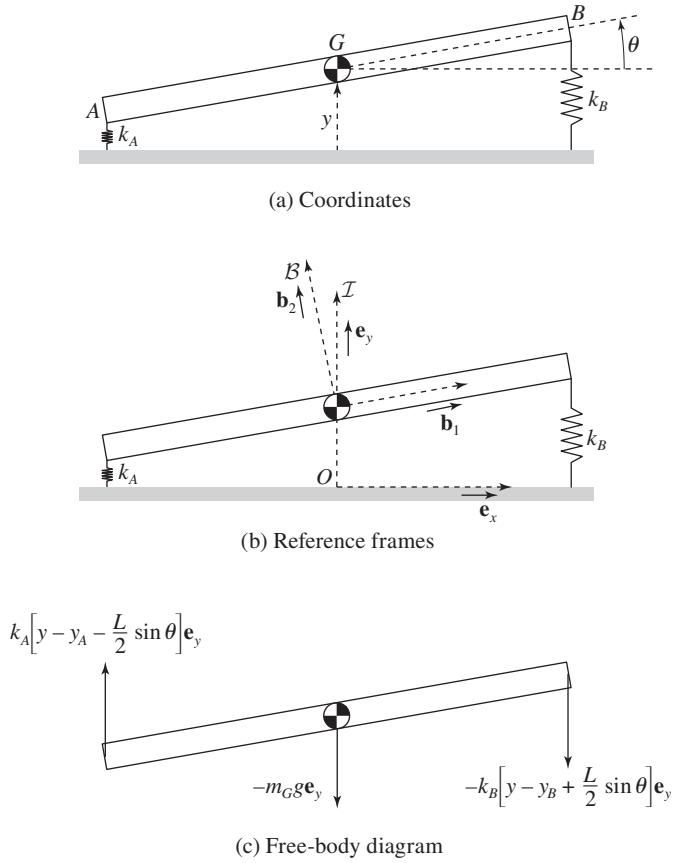 B
G
θ
A
k_A
y
k_B
(a) Coordinates
ℬ
ℐ
b₂
e_y
b₁
k_B
k_A
O
e_x
(b) Reference frames
k_A[y − y_A − L/2 sin θ]e_y
−m_G g e_y
−k_B[y − y_B + L/2 sin θ]e_y
(c) Free-body diagram